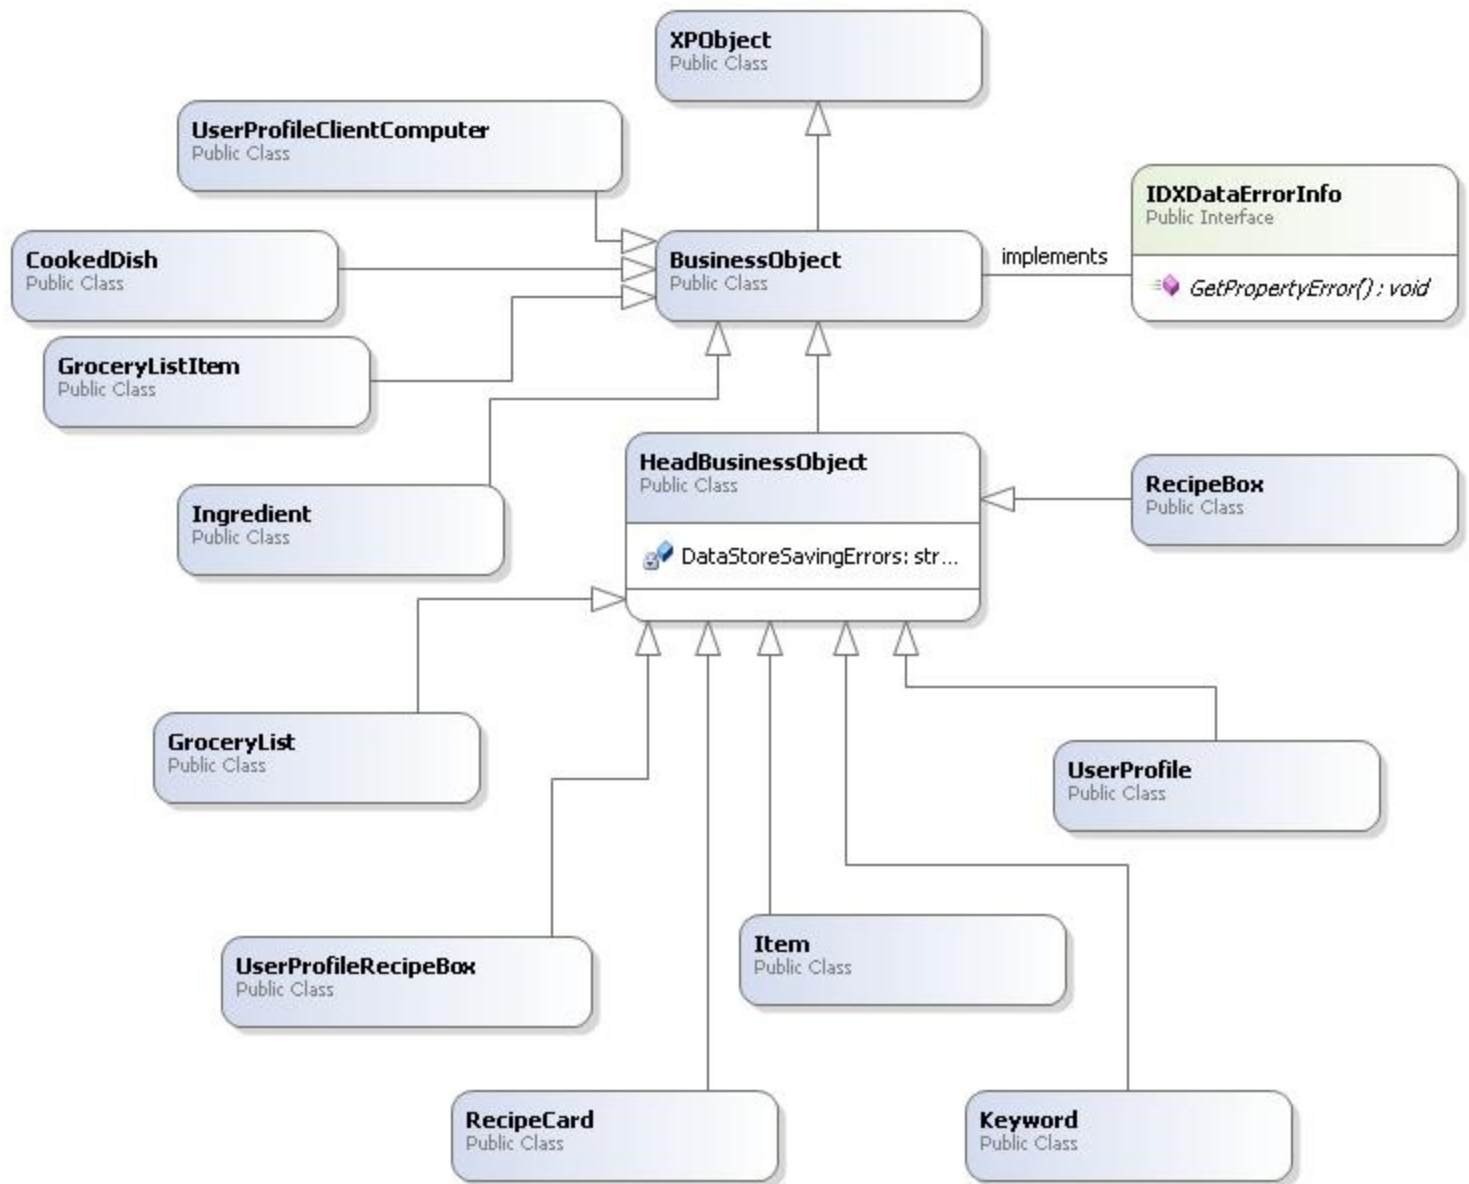 XPObject
Public Class
UserProfileClientComputer
Public Class
IDXDataErrorInfo
Public Interface
GetPropertyError() : void
CookedDish
Public Class
BusinessObject
Public Class
implements
GroceryListItem
Public Class
HeadBusinessObject
Public Class
DataStoreSavingErrors: str...
RecipeBox
Public Class
Ingredient
Public Class
GroceryList
Public Class
UserProfile
Public Class
Item
Public Class
UserProfileRecipeBox
Public Class
RecipeCard
Public Class
Keyword
Public Class